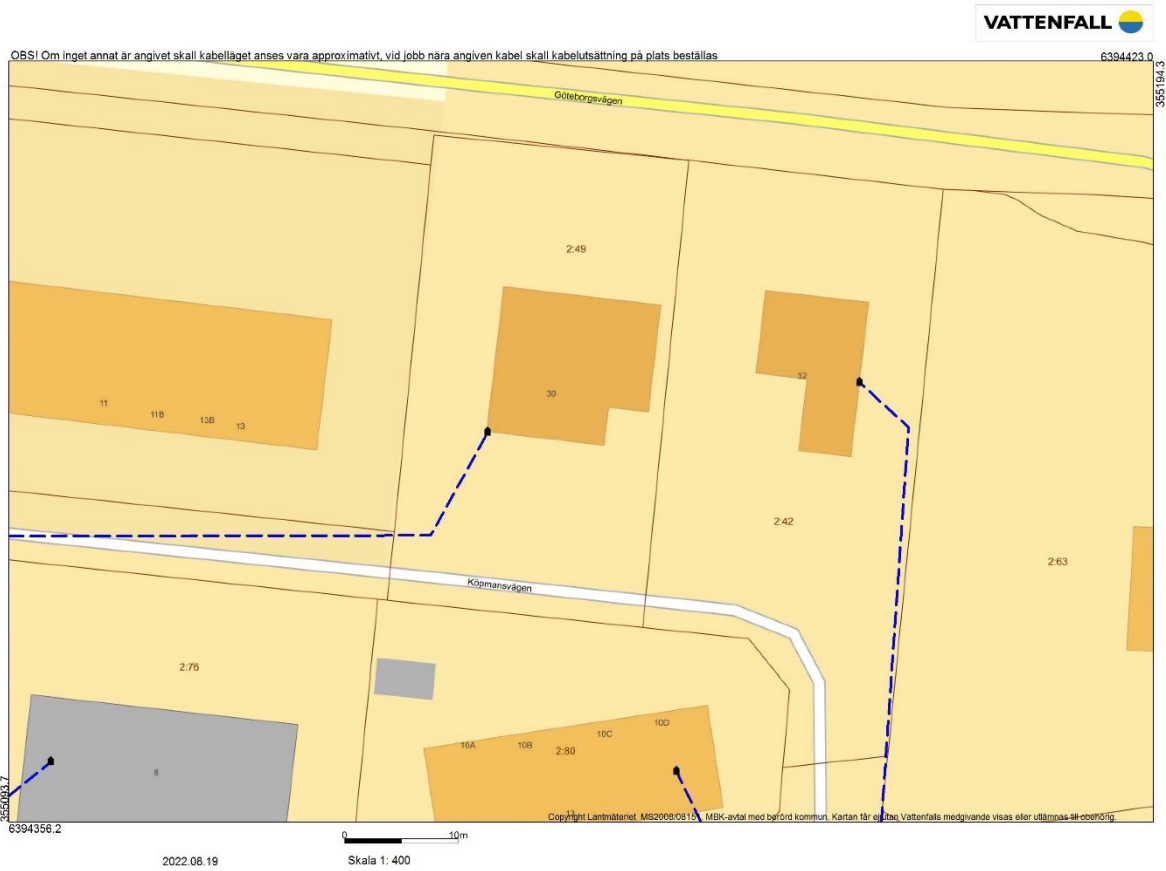 VATTENFALL
OBS! Om inget annat är angivet skall kabelläget anses vara approximativt, vid jobb nära angiven kabel skall kabelutsättning på plats beställas
6394423.0
355194.3
Göteborgsvägen
2:49
32
30
11
11B
13B
13
2:42
2:63
Köpmansvägen
2:76
10D
10C
10A
10B
2:80
8
355093.7
Copyright Lantmäteriet MS2008/0815 MBK-avtal med berörd kommun. Kartan får ej utan Vattenfalls medgivande visas eller utlämnas till obehörig.
6394356.2
0 10m
2022.08.19
Skala 1: 400